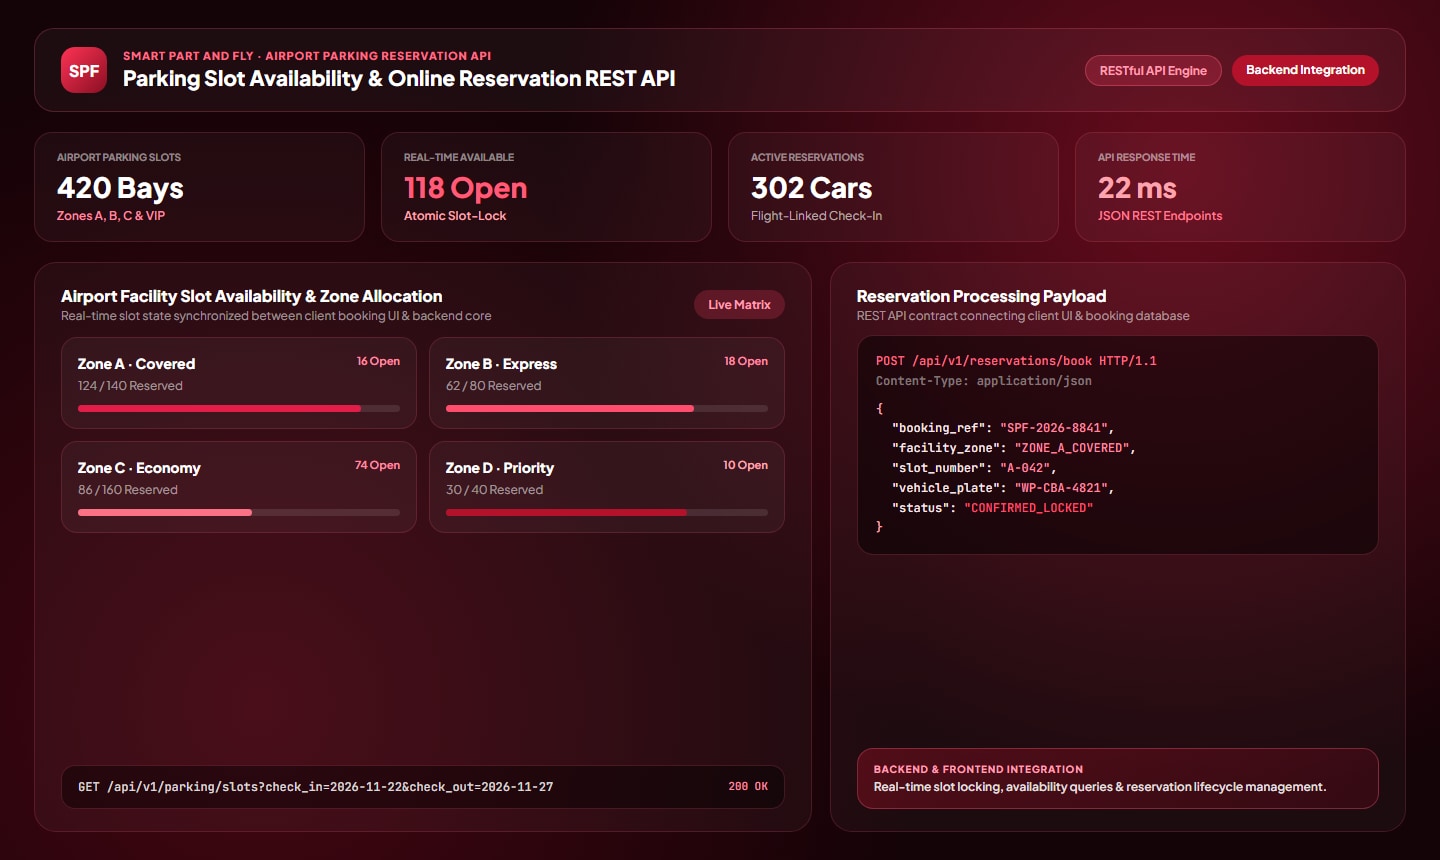 SPF
SMART PART AND FLY · AIRPORT PARKING RESERVATION API
Parking Slot Availability & Online Reservation REST API
RESTful API Engine
Backend Integration
AIRPORT PARKING SLOTS
420 Bays
Zones A, B, C & VIP
REAL-TIME AVAILABLE
118 Open
Atomic Slot-Lock
ACTIVE RESERVATIONS
302 Cars
Flight-Linked Check-In
API RESPONSE TIME
22 ms
JSON REST Endpoints
Airport Facility Slot Availability & Zone Allocation
Real-time slot state synchronized between client booking UI & backend core
Live Matrix
Zone A · Covered
16 Open
124 / 140 Reserved
Zone B · Express
18 Open
62 / 80 Reserved
Zone C · Economy
74 Open
86 / 160 Reserved
Zone D · Priority
10 Open
30 / 40 Reserved
GET /api/v1/parking/slots?check_in=2026-11-22&check_out=2026-11-27
200 OK
Reservation Processing Payload
REST API contract connecting client UI & booking database
POST /api/v1/reservations/book HTTP/1.1
Content-Type: application/json
{
"booking_ref": "SPF-2026-8841",
"facility_zone": "ZONE_A_COVERED",
"slot_number": "A-042",
"vehicle_plate": "WP-CBA-4821",
"status": "CONFIRMED_LOCKED"
}
BACKEND & FRONTEND INTEGRATION
Real-time slot locking, availability queries & reservation lifecycle management.